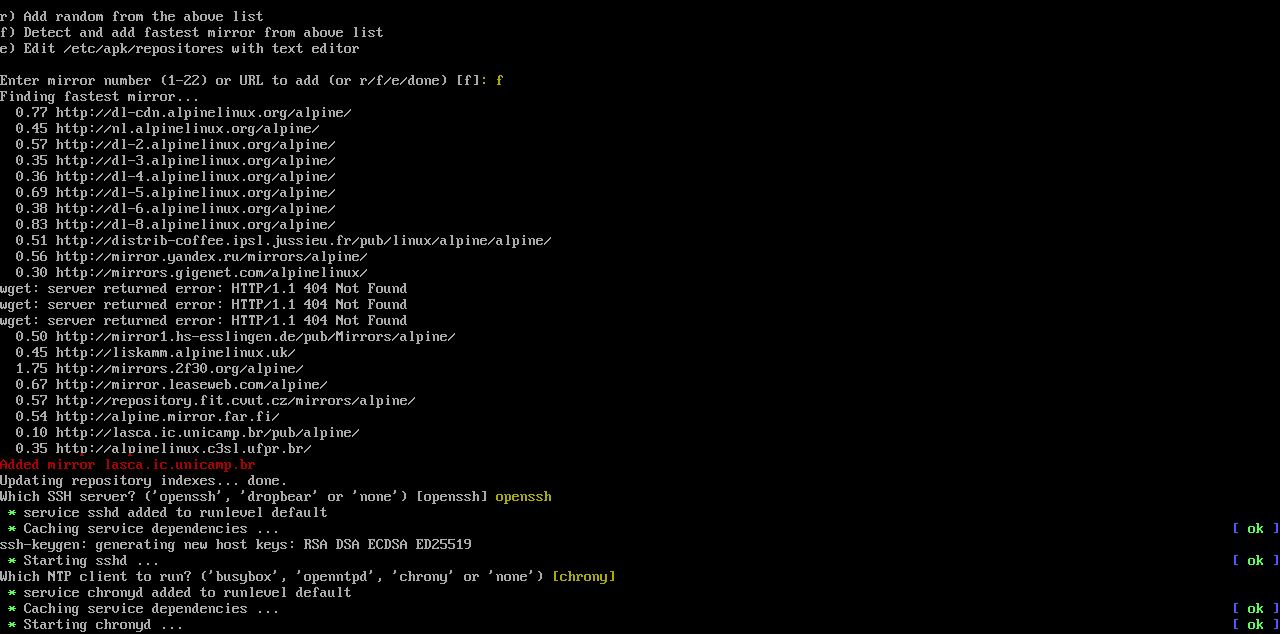 r) Add random from the above list
f) Detect and add fastest mirror from above list
e) Edit /etc/apk/repositores with text editor
Enter mirror number (1-22) or URL to add (or r/f/e/done) [f]: f
Finding fastest mirror...
0.77 http://dl-cdn.alpinelinux.org/alpine/
0.45 http://nl.alpinelinux.org/alpine/
0.57 http://dl-2.alpinelinux.org/alpine/
0.35 http://dl-3.alpinelinux.org/alpine/
0.36 http://dl-4.alpinelinux.org/alpine/
0.69 http://dl-5.alpinelinux.org/alpine/
0.38 http://dl-6.alpinelinux.org/alpine/
0.83 http://dl-8.alpinelinux.org/alpine/
0.51 http://distrib-coffee.ipsl.jussieu.fr/pub/linux/alpine/alpine/
0.56 http://mirror.yandex.ru/mirrors/alpine/
0.30 http://mirrors.gigenet.com/alpinelinux/
wget: server returned error: HTTP/1.1 404 Not Found
wget: server returned error: HTTP/1.1 404 Not Found
wget: server returned error: HTTP/1.1 404 Not Found
0.50 http://mirror1.hs-esslingen.de/pub/Mirrors/alpine/
0.45 http://liskamm.alpinelinux.uk/
1.75 http://mirrors.2f30.org/alpine/
0.67 http://mirror.leaseweb.com/alpine/
0.57 http://repository.fit.cvut.cz/mirrors/alpine/
0.54 http://alpine.mirror.far.fi/
0.10 http://lasca.ic.unicamp.br/pub/alpine/
0.35 http://alpinelinux.c3sl.ufpr.br/
Added mirror lasca.ic.unicamp.br
Updating repository indexes... done.
Which SSH server? ('openssh', 'dropbear' or 'none') [openssh] openssh
* service sshd added to runlevel default
* Caching service dependencies ... [ ok ]
ssh-keygen: generating new host keys: RSA DSA ECDSA ED25519
* Starting sshd ... [ ok ]
Which NTP client to run? ('busybox', 'openntpd', 'chrony' or 'none') [chrony]
* service chronyd added to runlevel default
* Caching service dependencies ... [ ok ]
* Starting chronyd ... [ ok ]